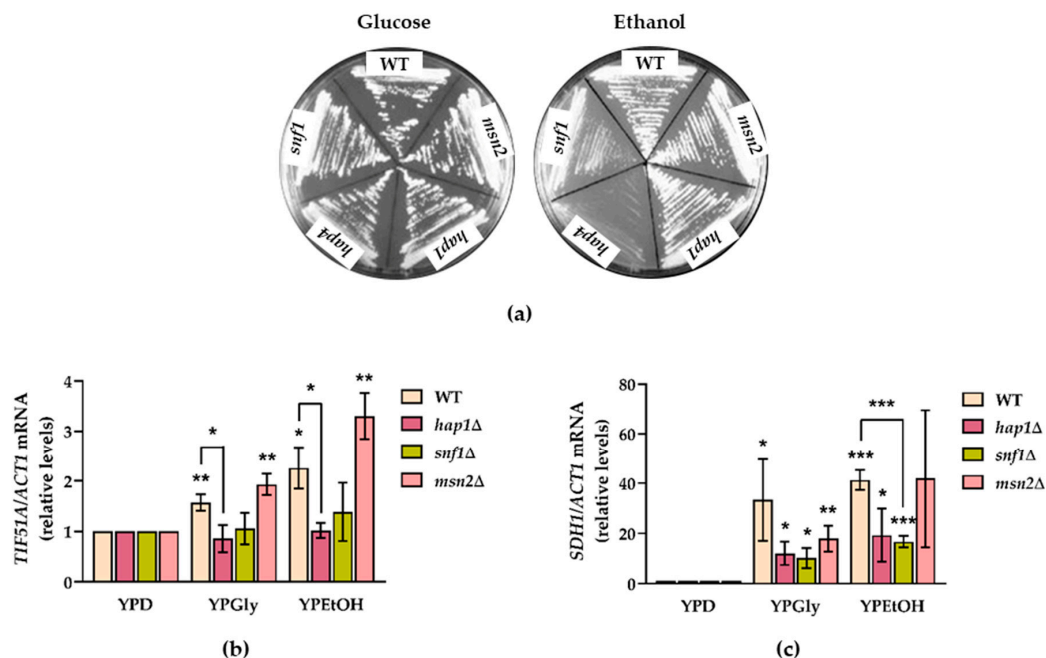 Glucose
Ethanol
WT
msn2
hap1
hap4
snf1
WT
msn2
hap1
hap4
snf1
(a)
TIF51A/ACT1 mRNA
(relative levels)
4
3
2
1
0
**
*
**
*
*
**
YPD
YPGly
YPEtOH
WT
hap1Δ
snf1Δ
msn2Δ
(b)
SDH1/ACT1 mRNA
(relative levels)
80
60
40
20
0
*
*
*
**
***
***
*
***
YPD
YPGly
YPEtOH
WT
hap1Δ
snf1Δ
msn2Δ
(c)